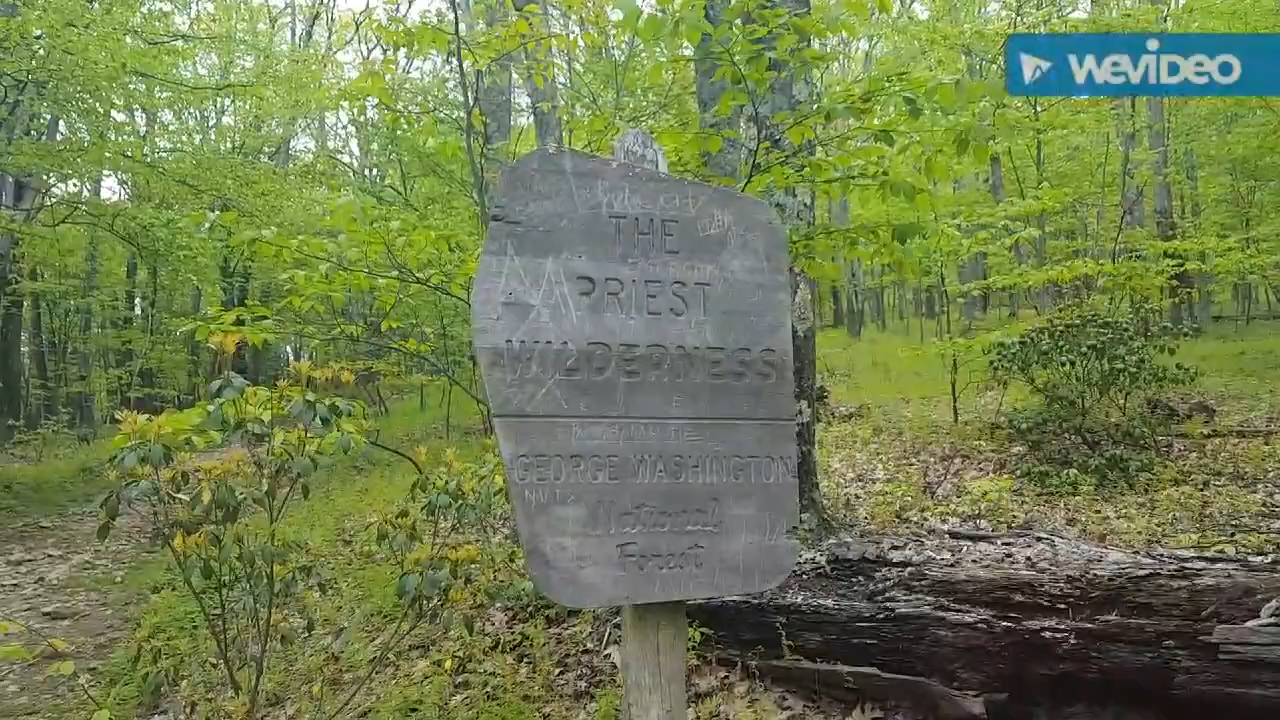 WEVIDEO
THE
PRIEST
WILDERNESS
GEORGE WASHINGTON
National
Forest